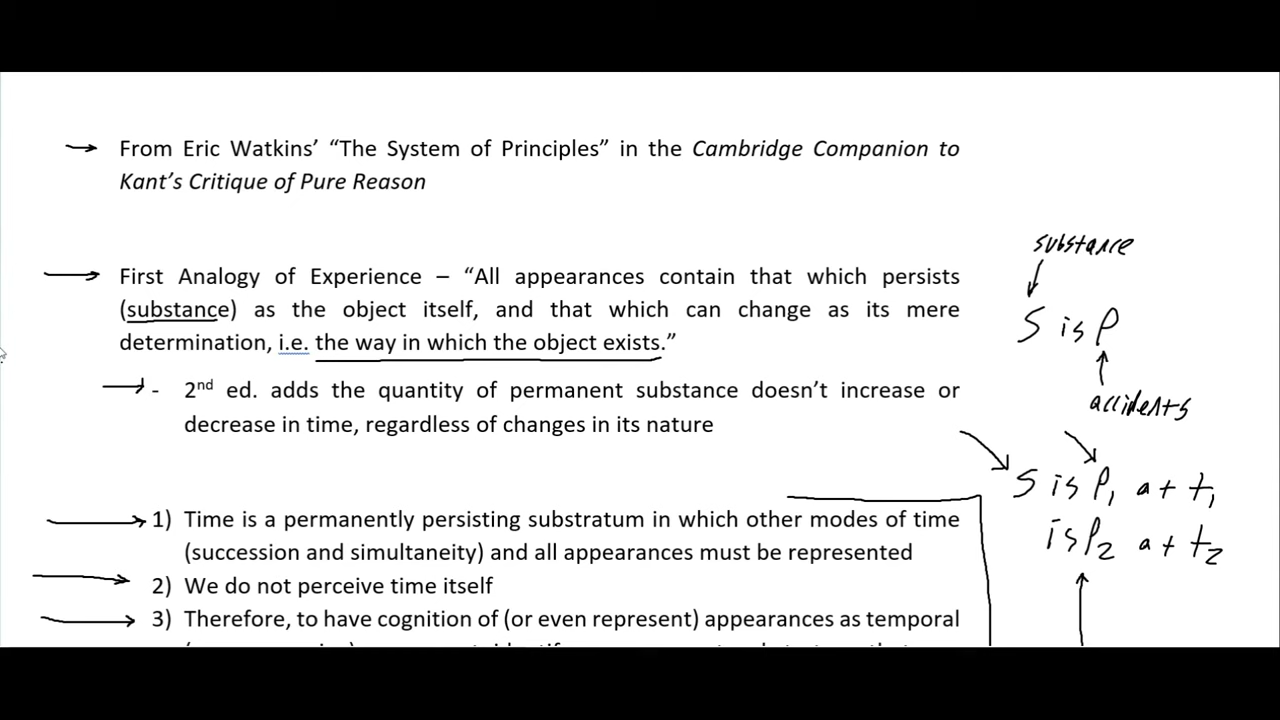 From Eric Watkins’ “The System of Principles” in the Cambridge Companion to
Kant’s Critique of Pure Reason
substance
First Analogy of Experience – “All appearances contain that which persists
(substance) as the object itself, and that which can change as its mere
determination, i.e. the way in which the object exists.”
S is P
accidents
- 2nd ed. adds the quantity of permanent substance doesn’t increase or
decrease in time, regardless of changes in its nature
S is P1 at t1
is P2 at t2
1) Time is a permanently persisting substratum in which other modes of time
(succession and simultaneity) and all appearances must be represented
2) We do not perceive time itself
3) Therefore, to have cognition of (or even represent) appearances as temporal